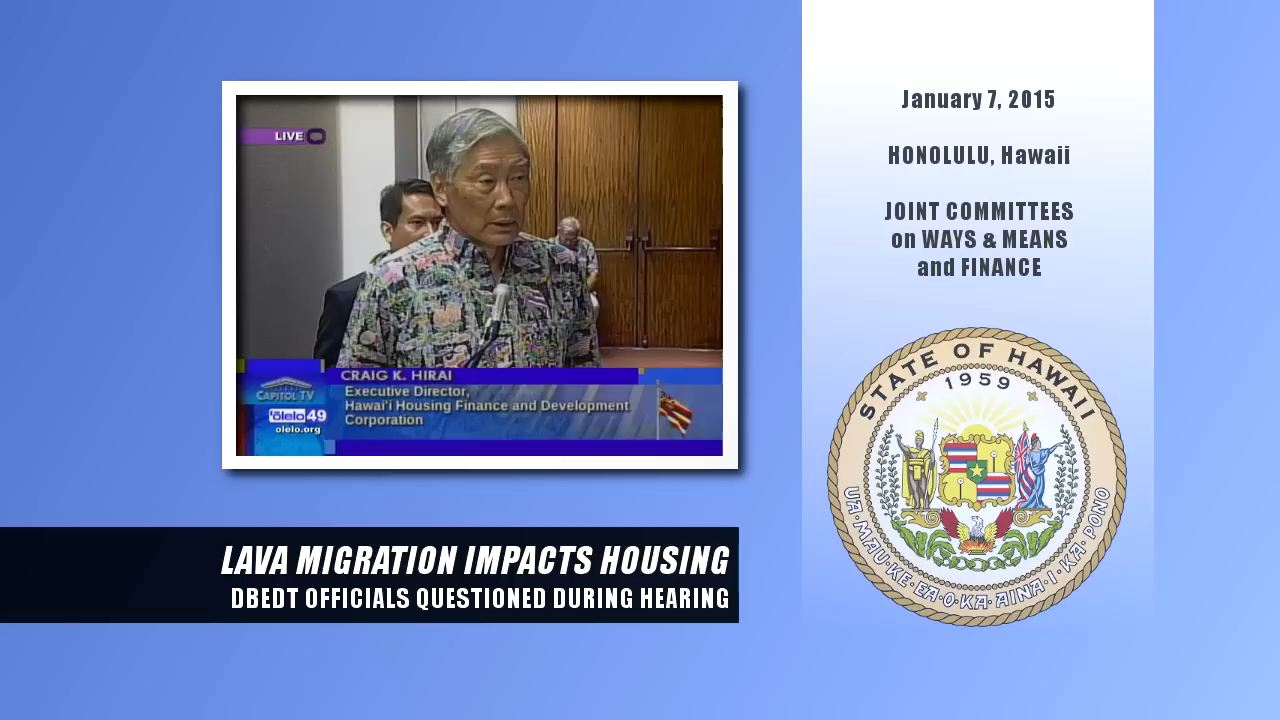 LIVE
CRAIG K. HIRAI
Executive Director,
Hawai'i Housing Finance and Development
Corporation
CAPITOL TV
'ōlelo 49
olelo.org
LAVA MIGRATION IMPACTS HOUSING
DBEDT OFFICIALS QUESTIONED DURING HEARING
January 7, 2015
HONOLULU, Hawaii
JOINT COMMITTEES
on WAYS & MEANS
and FINANCE
STATE OF HAWAII
1959
UA·MAU·KE·EA·O·KA·AINA·I·KA·PONO